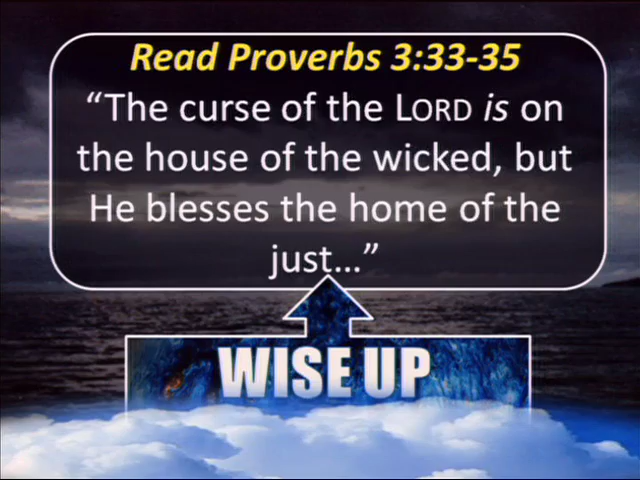 Read Proverbs 3:33-35
“The curse of the LORD is on
the house of the wicked, but
He blesses the home of the
just…”
WISE UP